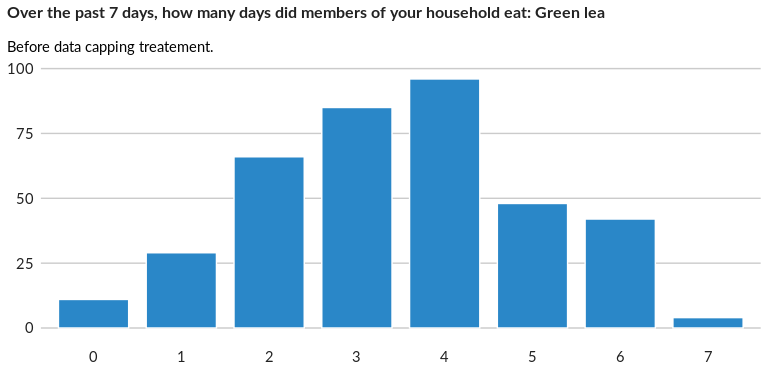 Over the past 7 days, how many days did members of your household eat: Green lea
Before data capping treatement.
100
75
50
25
0
0 1 2 3 4 5 6 7